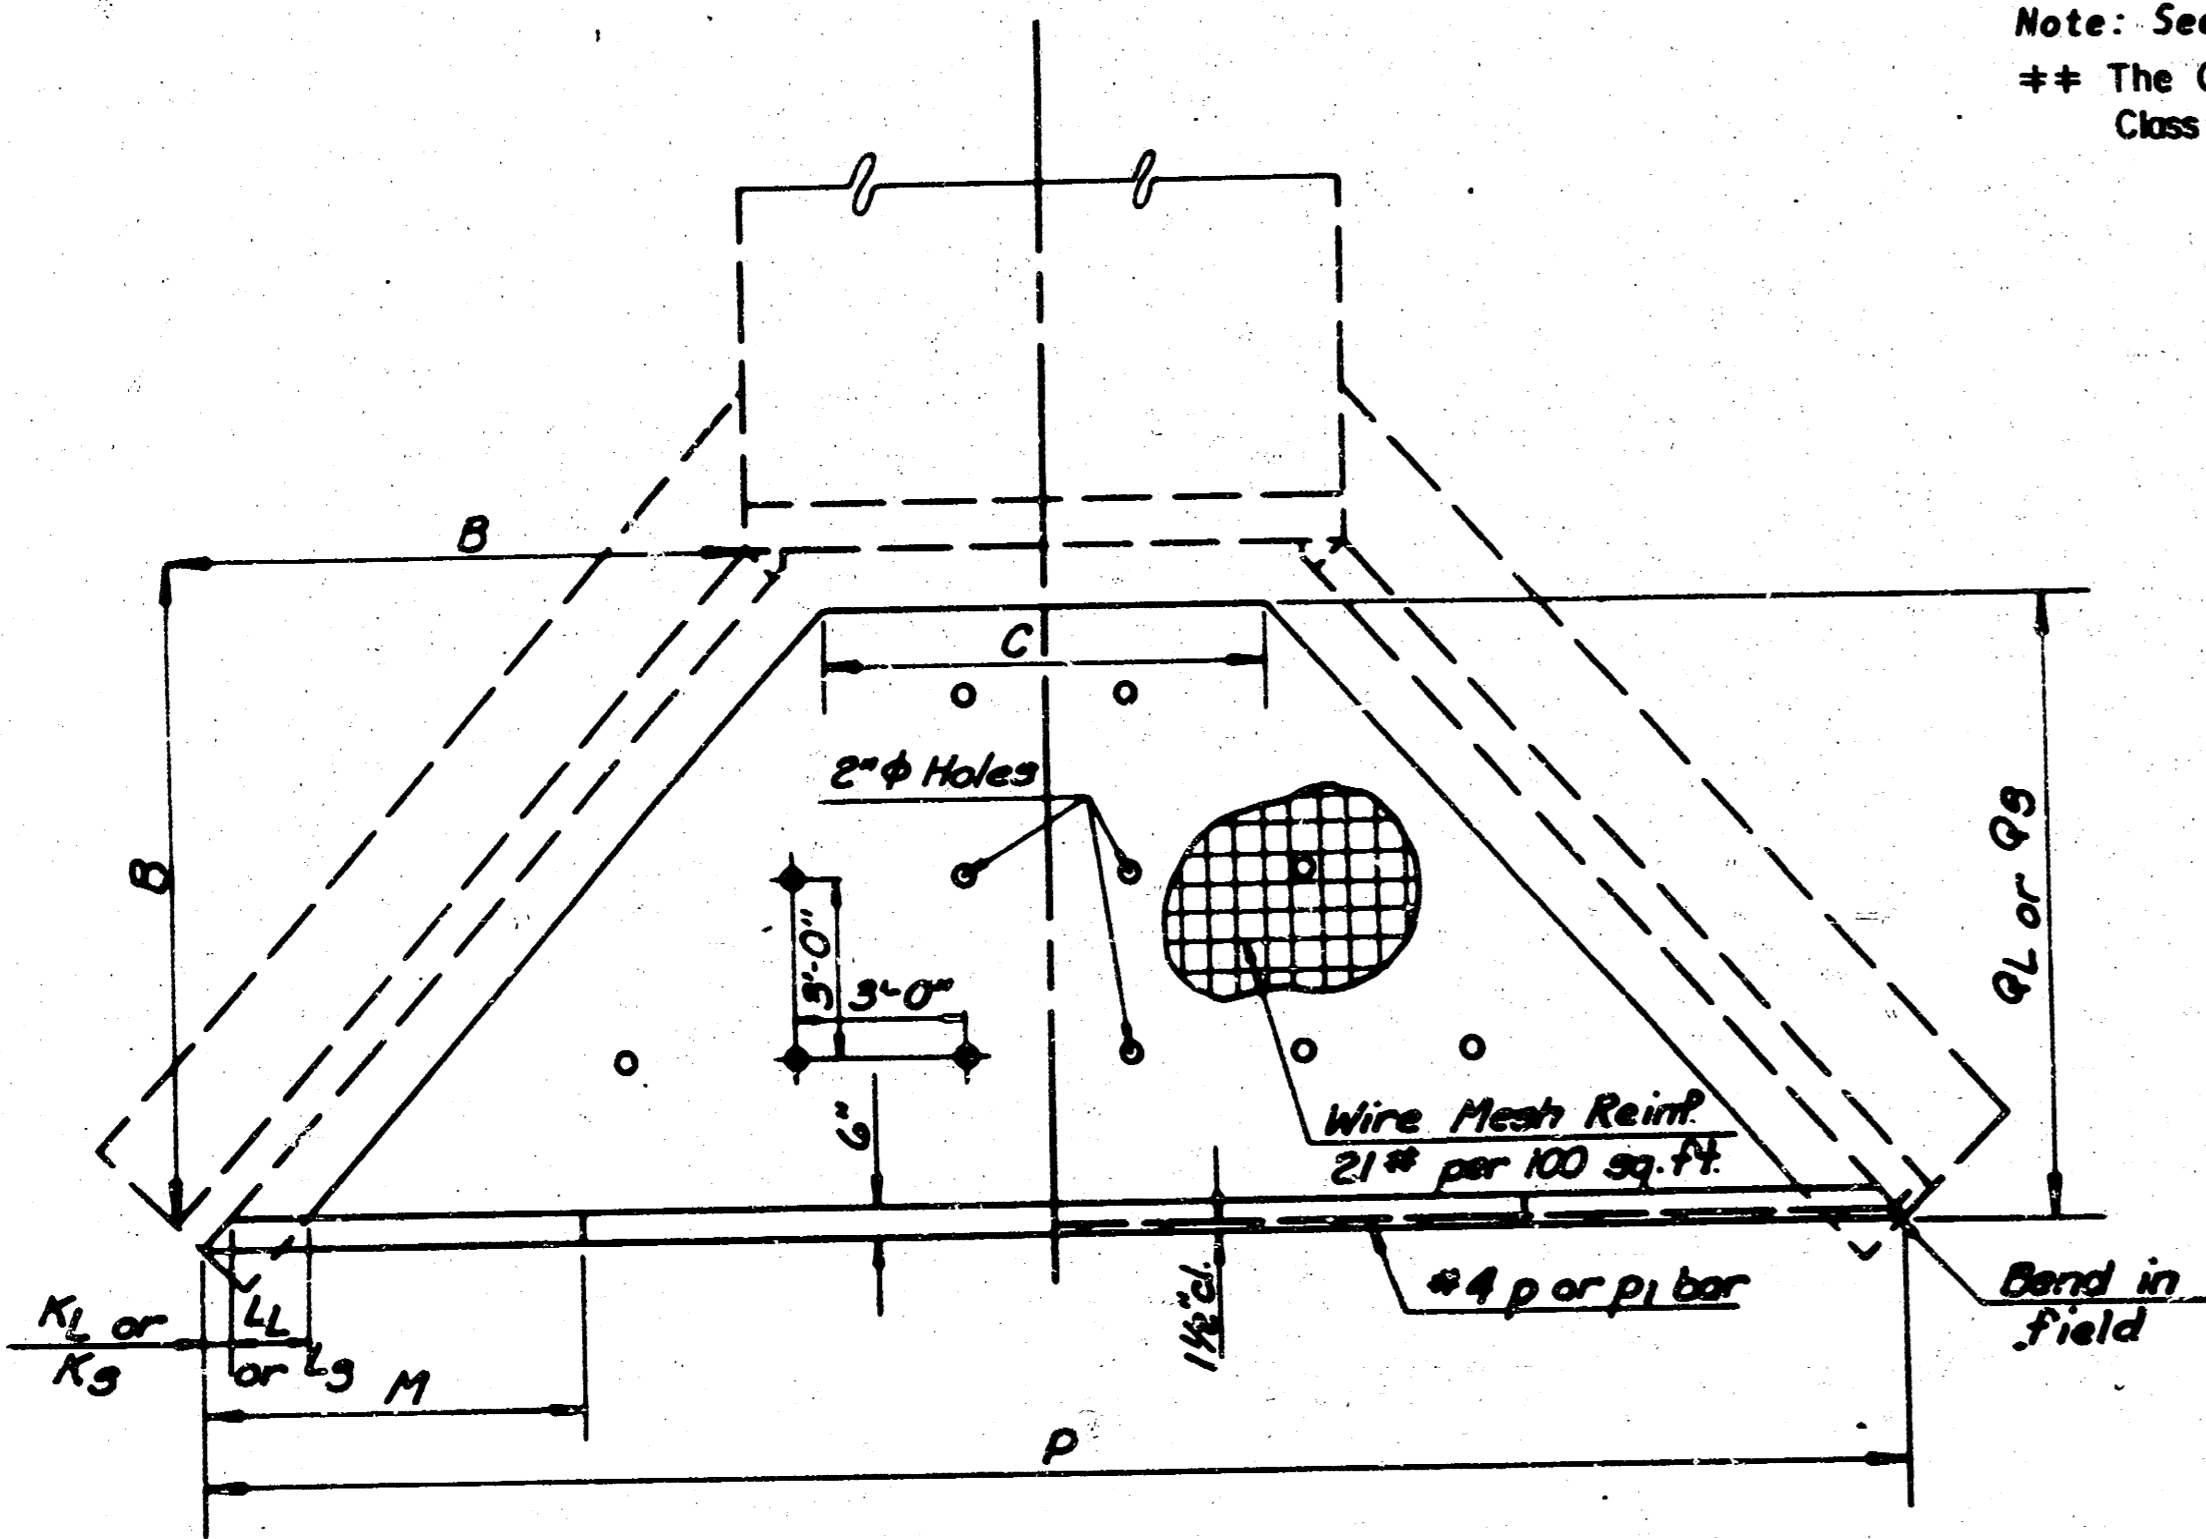 Note: See
‡‡ The
Class
B
C
2"φ Holes
B
QL or QS
3'-0"
3'-0"
6"
Wire Mesh Reinf.
21 # per 100 sq.ft.
1½"cl.
#4 p or p1 bar
Bend in
field
KL or
KS
LL
or LS
M
P